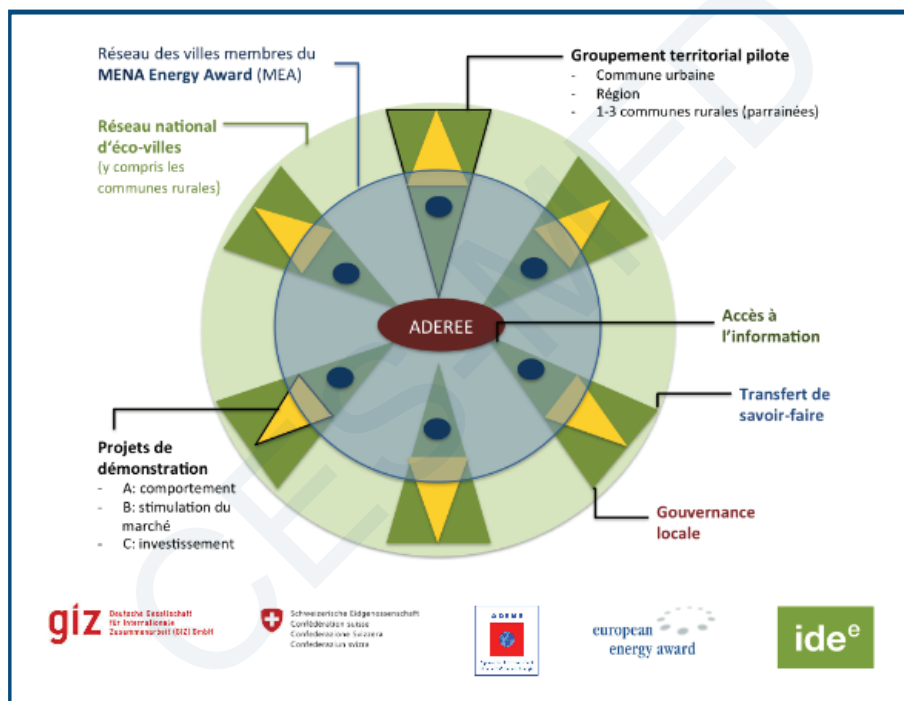 Réseau des villes membres du
MENA Energy Award (MEA)
Groupement territorial pilote
- Commune urbaine
- Région
- 1-3 communes rurales (parrainées)
Réseau national
d'éco-villes
(y compris les
communes rurales)
ADEREE
Accès à
l'information
Transfert de
savoir-faire
Projets de
démonstration
- A: comportement
- B: stimulation du
marché
- C: investissement
Gouvernance
locale
CES-MED
giz
Deutsche Gesellschaft
für Internationale
Zusammenarbeit (GIZ) GmbH
Schweizerische Eidgenossenschaft
Confédération suisse
Confederazione Svizzera
Confederaziun svizra
ADEME
european
energy award
idee